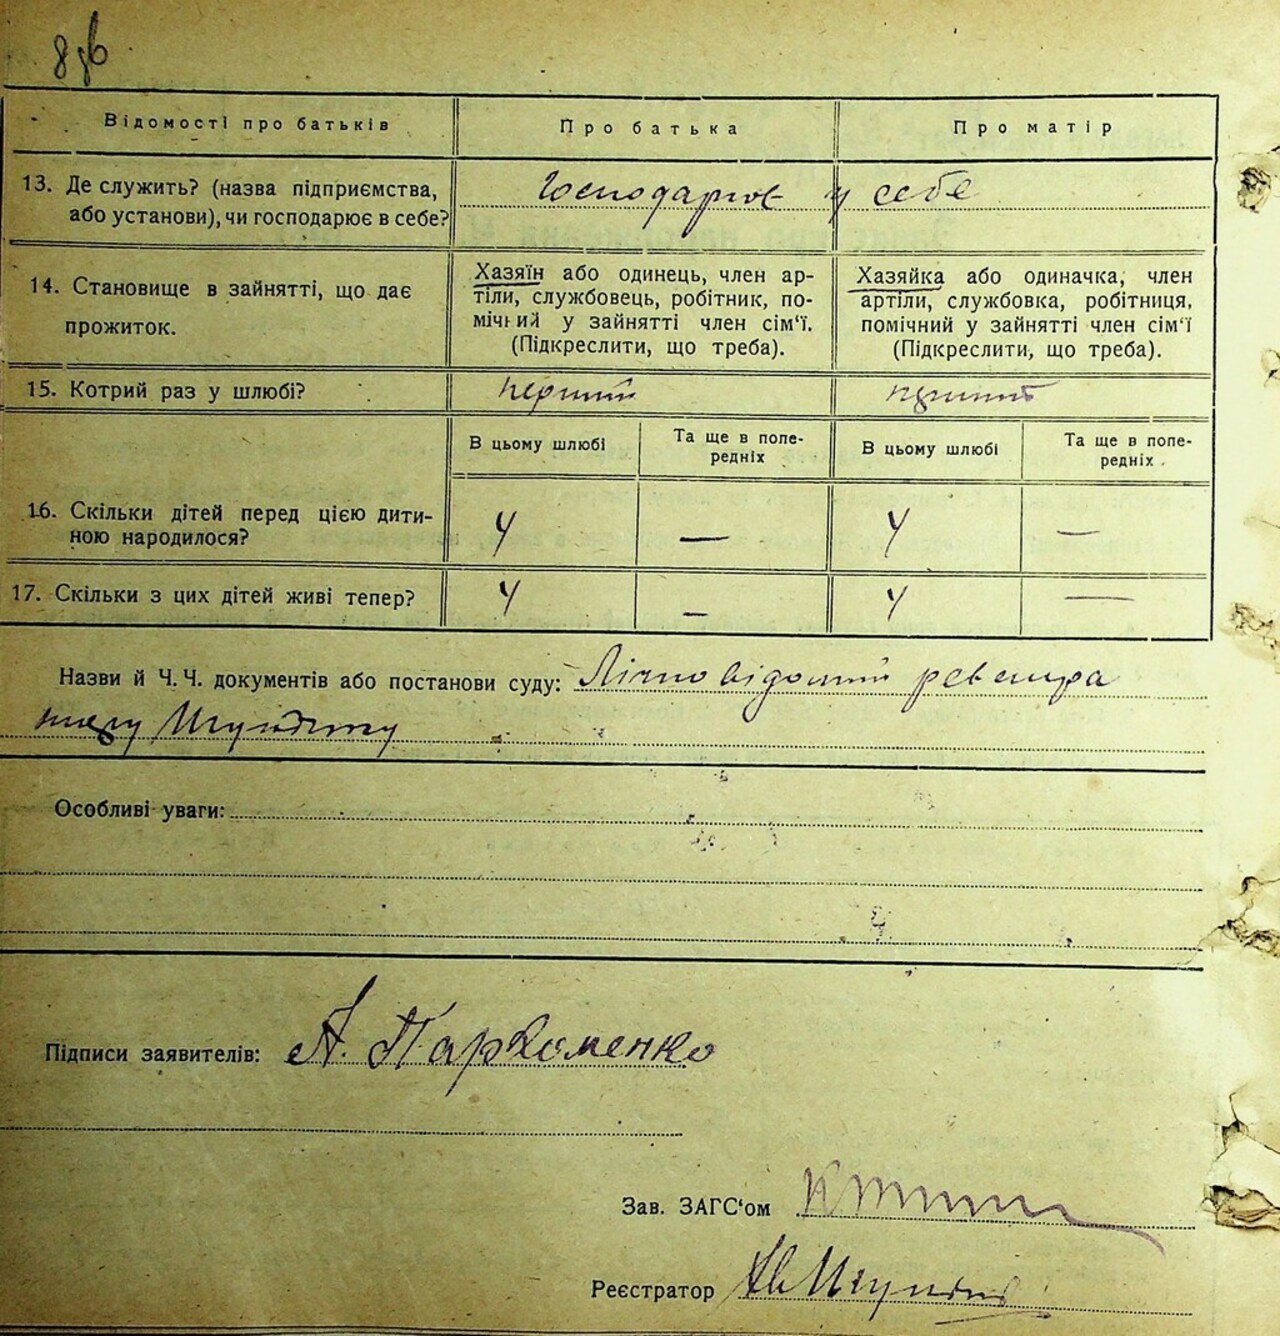 Відомості про батьків Про батька Про матір
13. Де служить? (назва підприємства, Господарює у себе
або установи), чи господарює в себе?
Хазяїн або одинець, член ар- Хазяйка або одиначка, член
14. Становище в зайнятті, що дає тіли, службовець, робітник, по- артіли, службовка, робітниця,
прожиток. мічний у зайнятті член сім'ї. помічний у зайнятті член сім'ї
(Підкреслити, що треба). (Підкреслити, що треба).
15. Котрий раз у шлюбі? перший перший
В цьому шлюбі Та ще в попе- В цьому шлюбі Та ще в попе-
редніх редніх
16. Скільки дітей перед цією дити- 4 — 4 —
ною народилося?
17. Скільки з цих дітей живі тепер? 4 — 4 —
Назви й Ч.Ч. документів або постанови суду: Лічно відомий
Особливі уваги:
Підписи заявителів: А. Пархоменко
Зав. ЗАГС'ом
Реєстратор